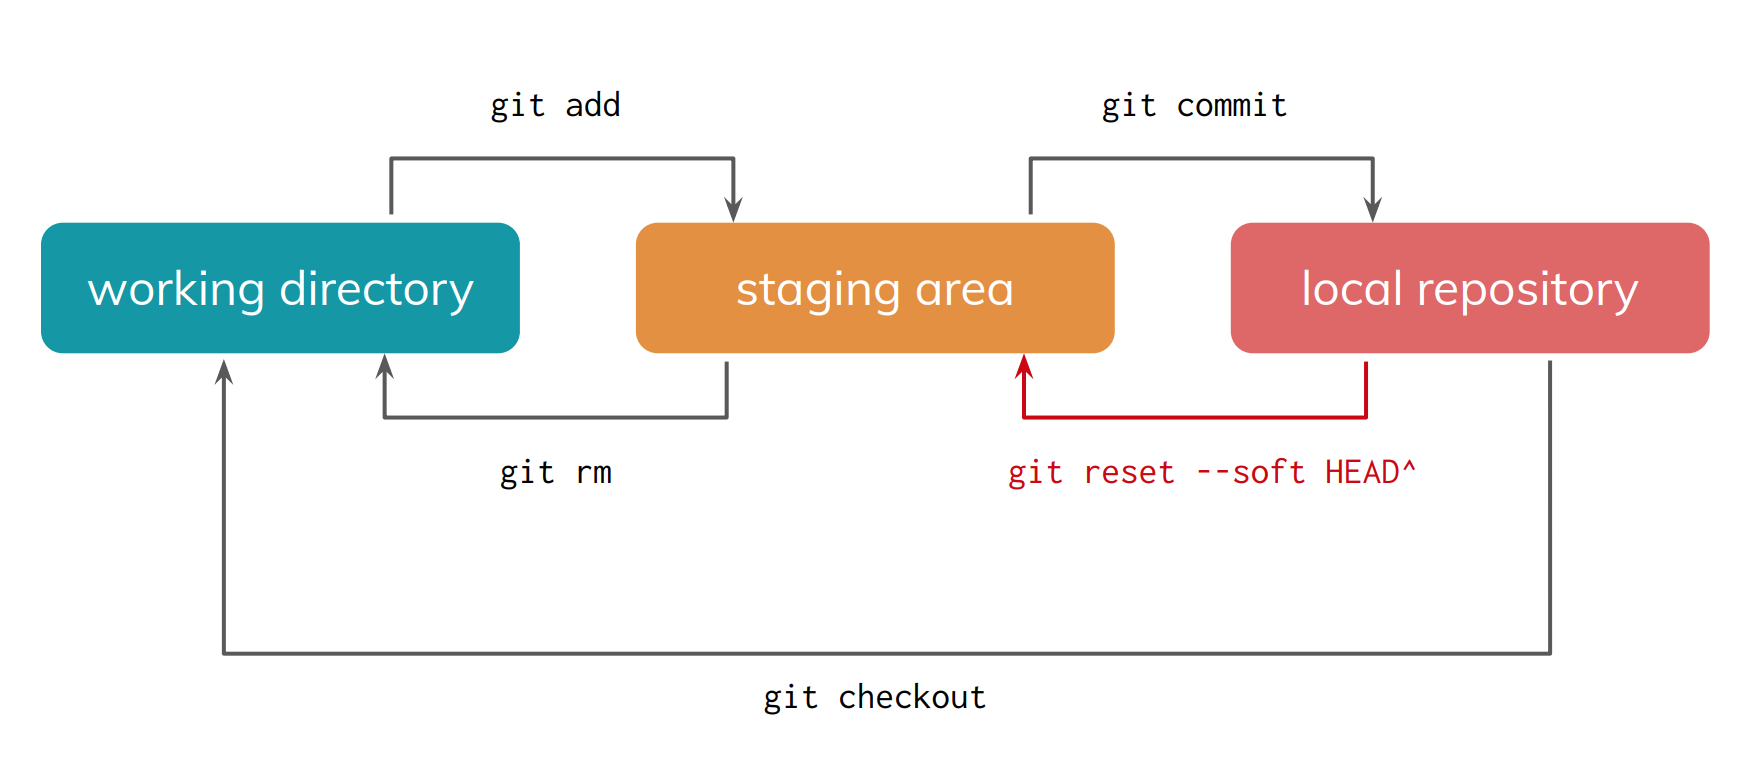 git add
git commit
working directory
staging area
local repository
git rm
git reset --soft HEAD^
git checkout